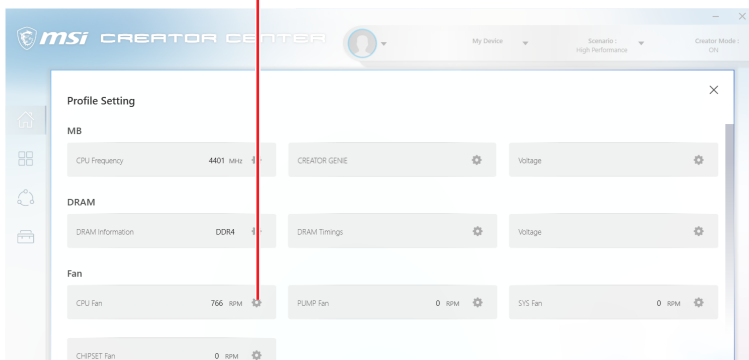 msi CREATOR CENTER
My Device
Scenario :
High Performance
Creator Mode :
ON
Profile Setting
MB
CPU Frequency 4401 MHz
CREATOR GENIE
Voltage
DRAM
DRAM Information DDR4
DRAM Timings
Voltage
Fan
CPU Fan 766 RPM
PUMP Fan 0 RPM
SYS Fan 0 RPM
CHIPSET Fan 0 RPM